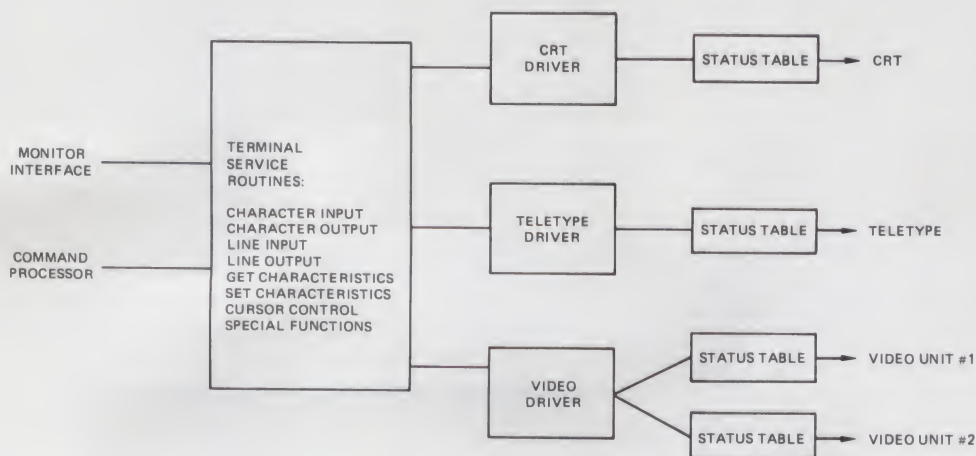 MONITOR
INTERFACE
COMMAND
PROCESSOR
TERMINAL
SERVICE
ROUTINES:
CHARACTER INPUT
CHARACTER OUTPUT
LINE INPUT
LINE OUTPUT
GET CHARACTERISTICS
SET CHARACTERISTICS
CURSOR CONTROL
SPECIAL FUNCTIONS
CRT
DRIVER
STATUS TABLE
CRT
TELETYPE
DRIVER
STATUS TABLE
TELETYPE
VIDEO
DRIVER
STATUS TABLE
VIDEO UNIT #1
STATUS TABLE
VIDEO UNIT #2